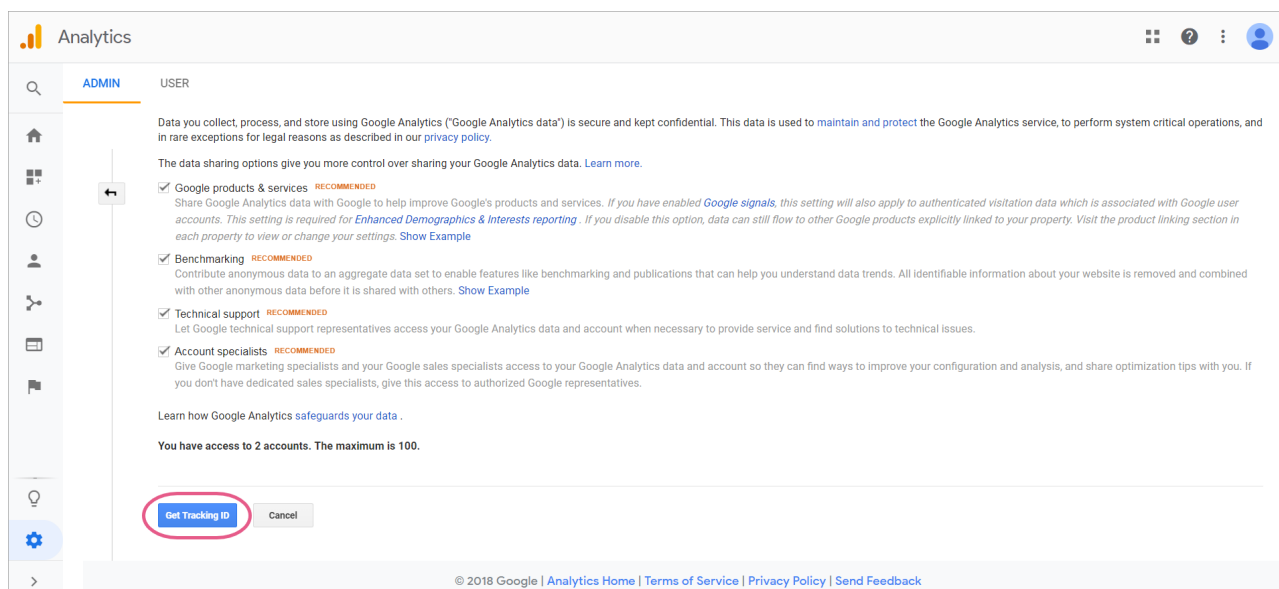 Analytics
ADMIN
USER
Data you collect, process, and store using Google Analytics ("Google Analytics data") is secure and kept confidential. This data is used to maintain and protect the Google Analytics service, to perform system critical operations, and
in rare exceptions for legal reasons as described in our privacy policy.
The data sharing options give you more control over sharing your Google Analytics data. Learn more.
Google products & services RECOMMENDED
Share Google Analytics data with Google to help improve Google's products and services. If you have enabled Google signals, this setting will also apply to authenticated visitation data which is associated with Google user
accounts. This setting is required for Enhanced Demographics & Interests reporting . If you disable this option, data can still flow to other Google products explicitly linked to your property. Visit the product linking section in
each property to view or change your settings. Show Example
Benchmarking RECOMMENDED
Contribute anonymous data to an aggregate data set to enable features like benchmarking and publications that can help you understand data trends. All identifiable information about your website is removed and combined
with other anonymous data before it is shared with others. Show Example
Technical support RECOMMENDED
Let Google technical support representatives access your Google Analytics data and account when necessary to provide service and find solutions to technical issues.
Account specialists RECOMMENDED
Give Google marketing specialists and your Google sales specialists access to your Google Analytics data and account so they can find ways to improve your configuration and analysis, and share optimization tips with you. If
you don't have dedicated sales specialists, give this access to authorized Google representatives.
Learn how Google Analytics safeguards your data .
You have access to 2 accounts. The maximum is 100.
Get Tracking ID
Cancel
© 2018 Google | Analytics Home | Terms of Service | Privacy Policy | Send Feedback